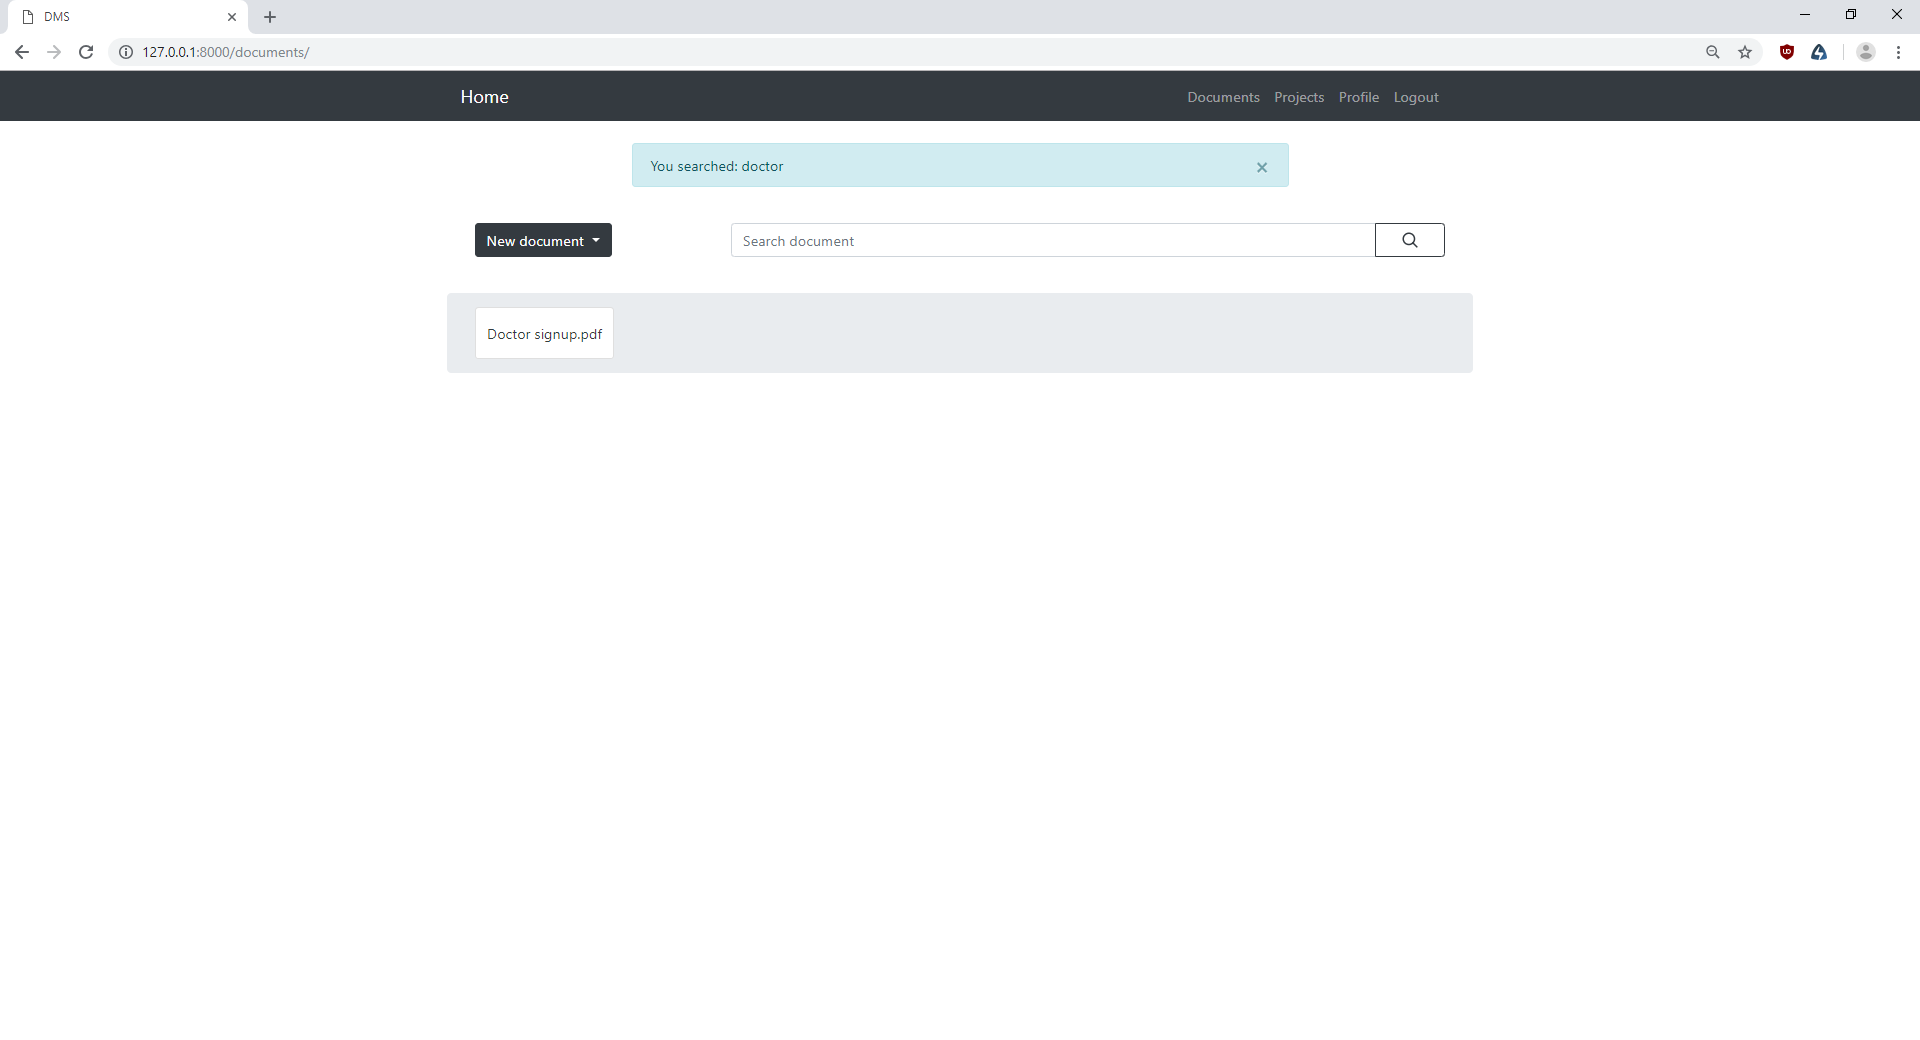 DMS
127.0.0.1:8000/documents/
Home
Documents Projects Profile Logout
You searched: doctor ×
New document
Search document
Doctor signup.pdf